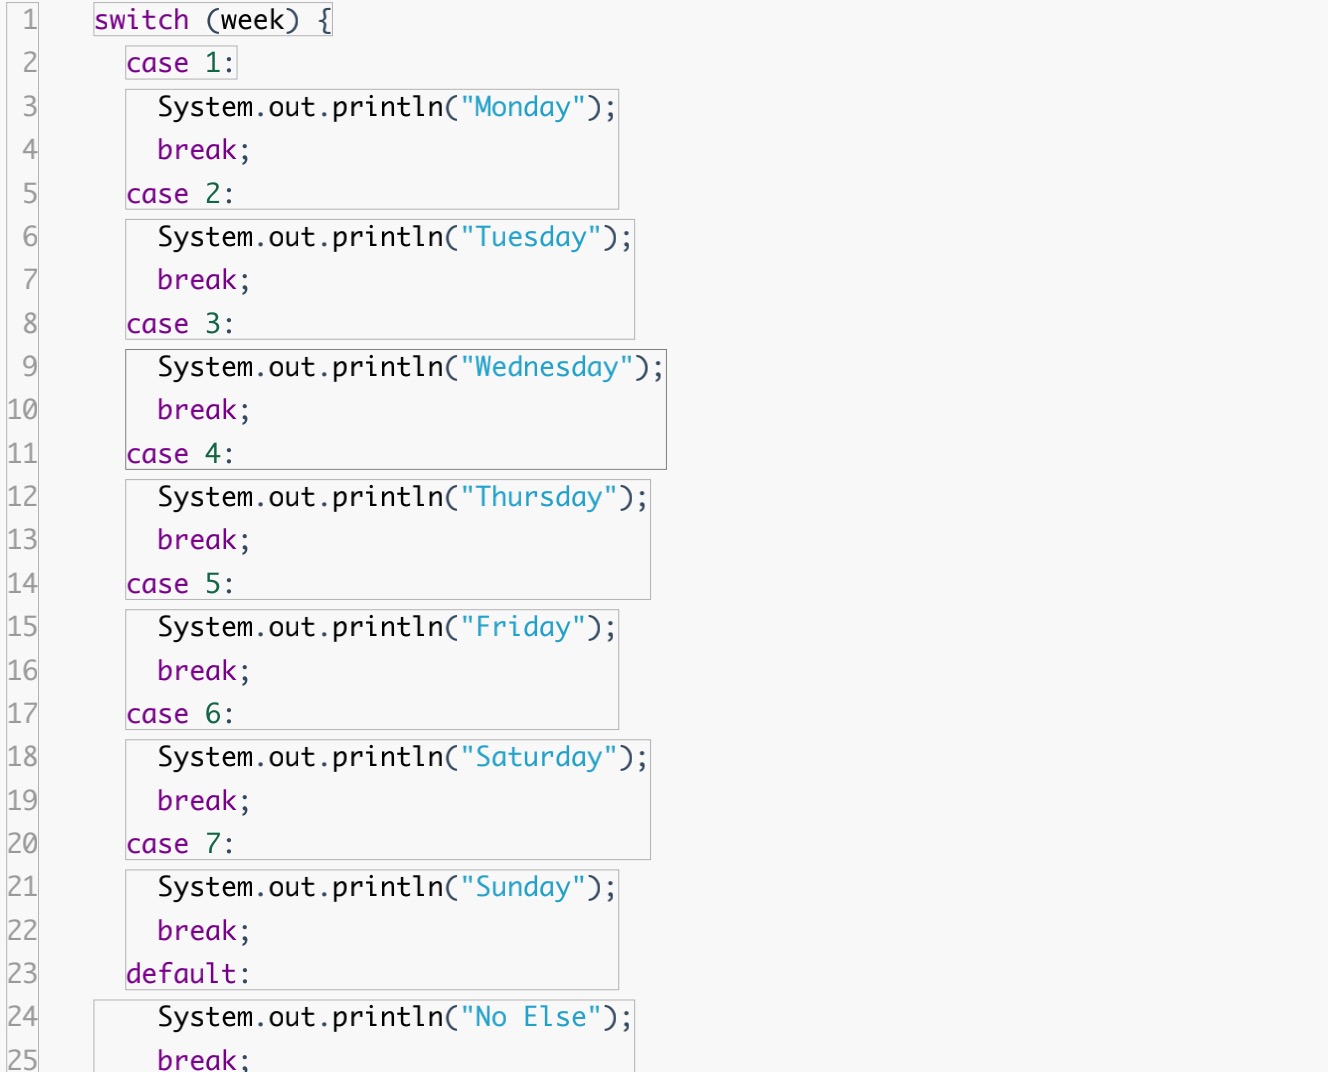 1 switch (week) {
2 case 1:
3 System.out.println("Monday");
4 break;
5 case 2:
6 System.out.println("Tuesday");
7 break;
8 case 3:
9 System.out.println("Wednesday");
10 break;
11 case 4:
12 System.out.println("Thursday");
13 break;
14 case 5:
15 System.out.println("Friday");
16 break;
17 case 6:
18 System.out.println("Saturday");
19 break;
20 case 7:
21 System.out.println("Sunday");
22 break;
23 default:
24 System.out.println("No Else");
25 break;